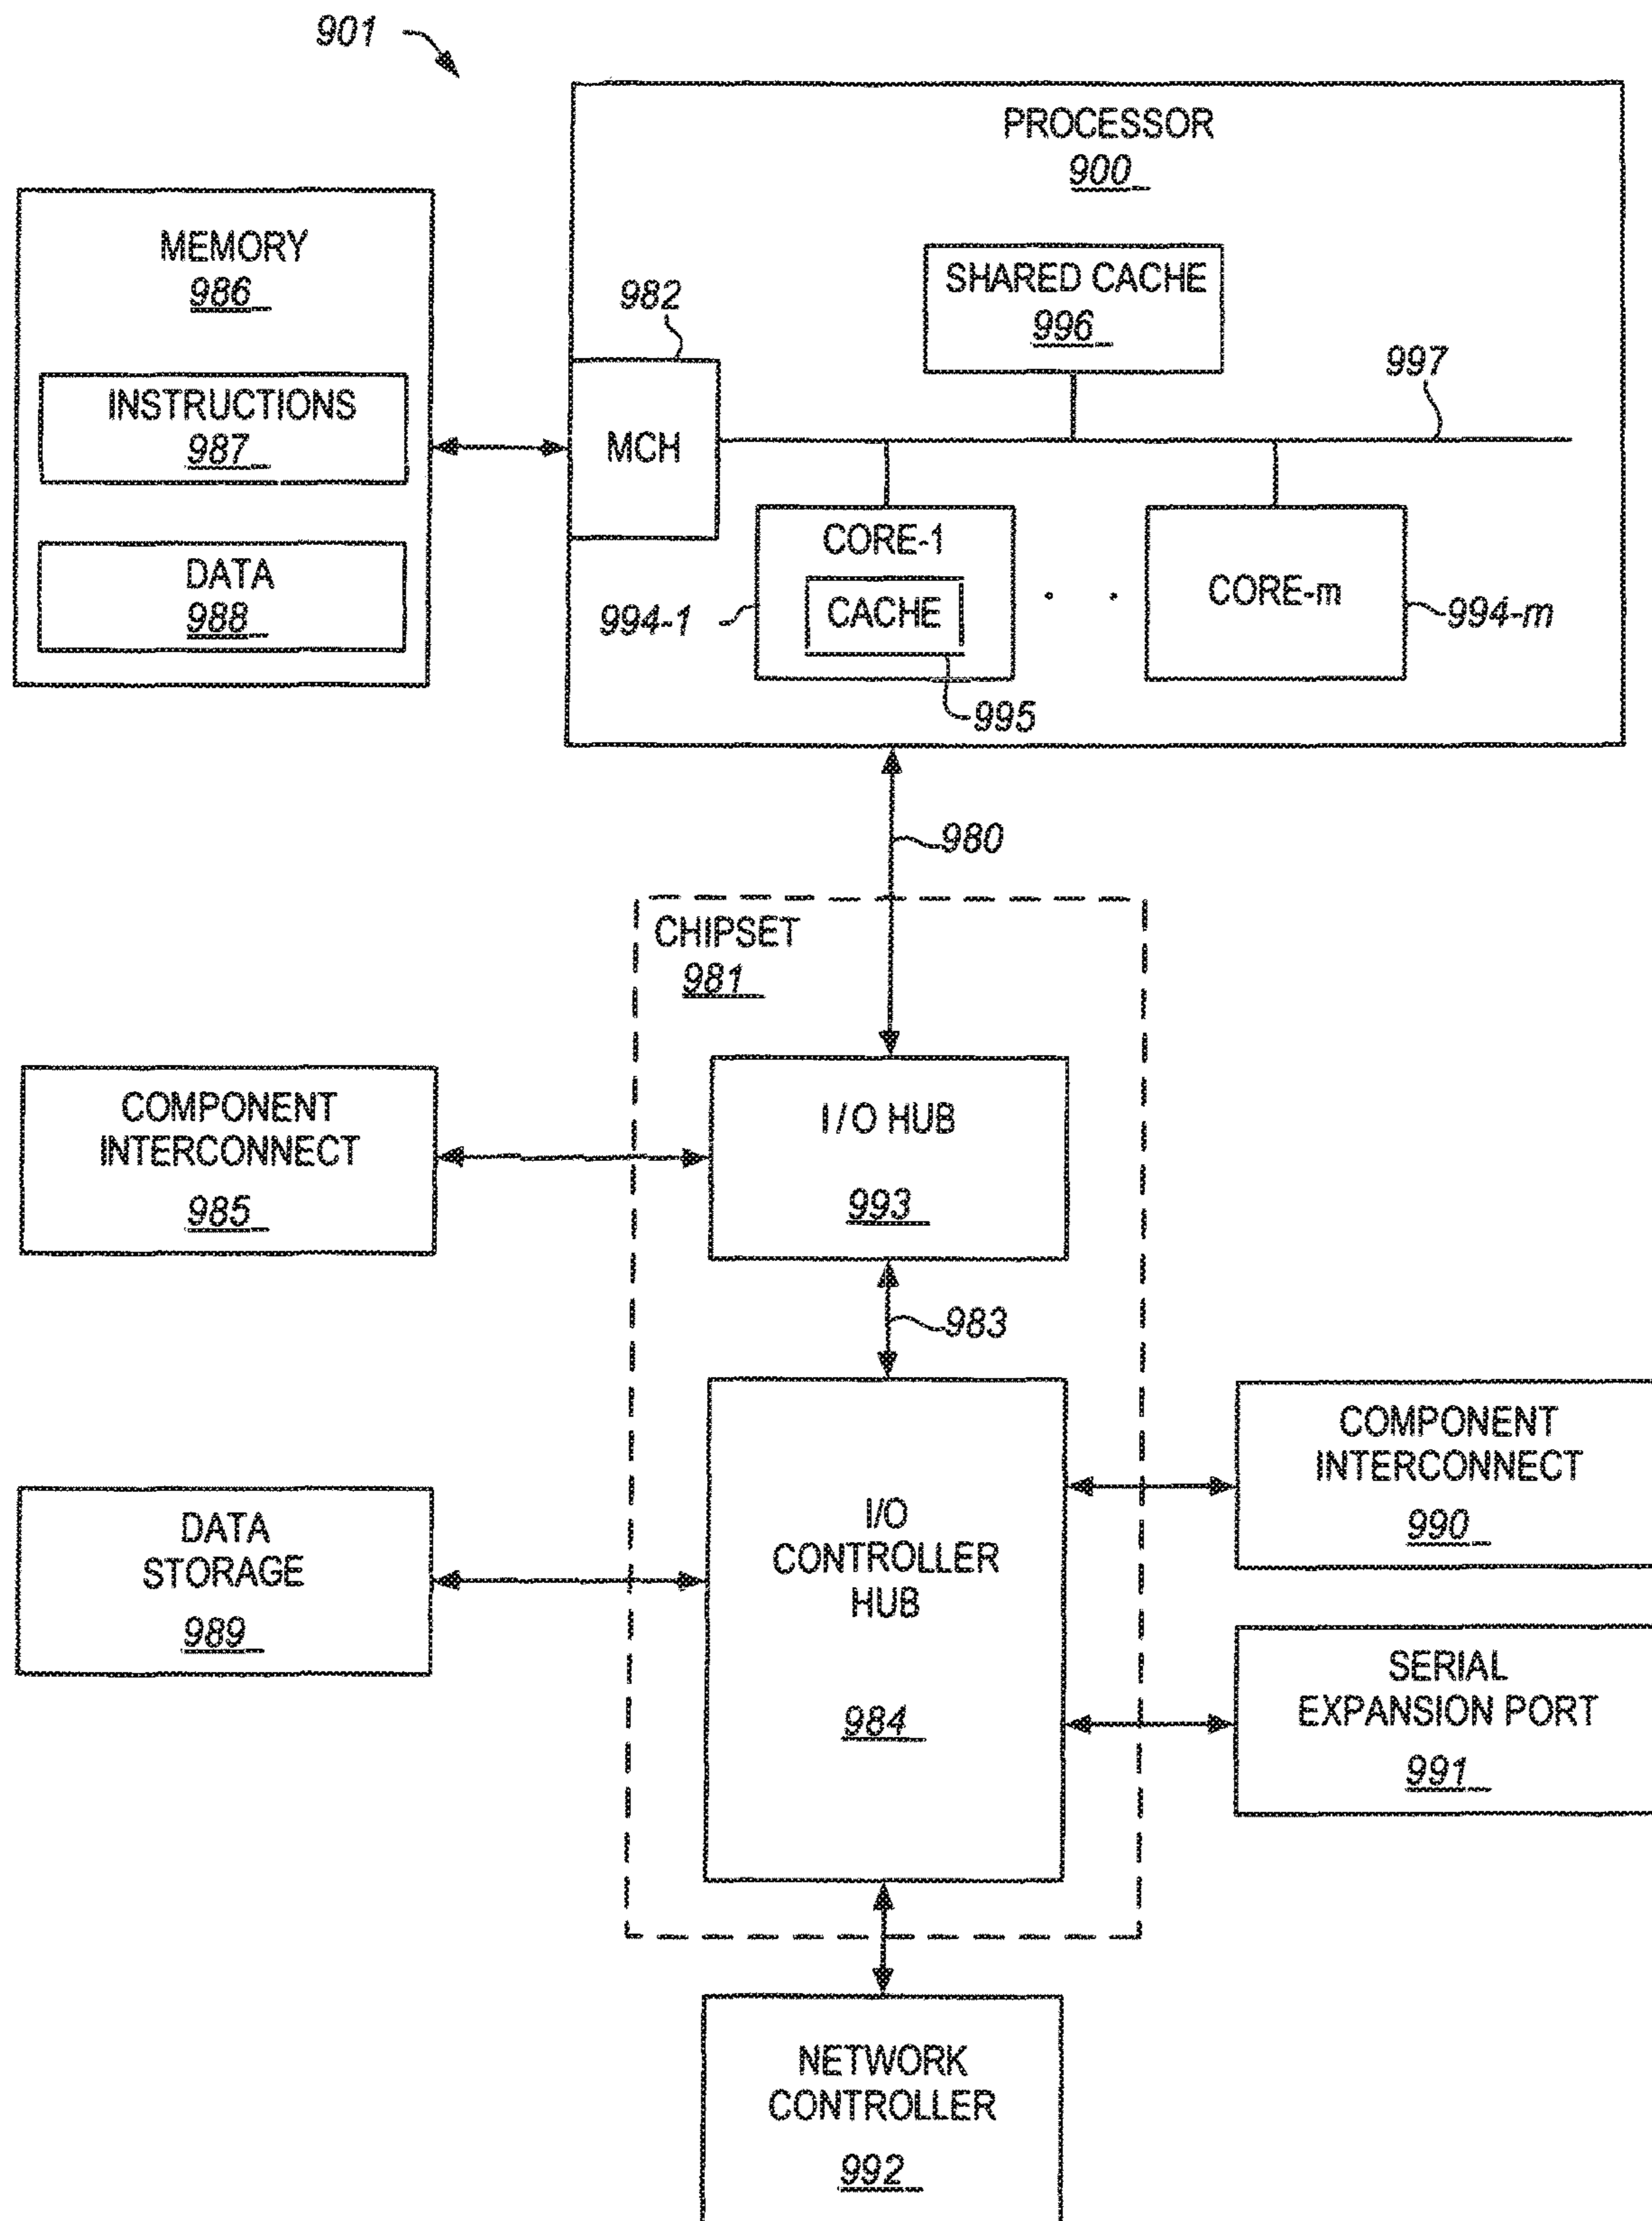 901
PROCESSOR
900
MEMORY
986
INSTRUCTIONS
987
DATA
988
982
MCH
SHARED CACHE
996
997
CORE-1
CACHE
994-1
995
CORE-m
994-m
980
CHIPSET
981
I/O HUB
993
COMPONENT
INTERCONNECT
985
983
I/O
CONTROLLER
HUB
984
DATA
STORAGE
989
COMPONENT
INTERCONNECT
990
SERIAL
EXPANSION PORT
991
NETWORK
CONTROLLER
992